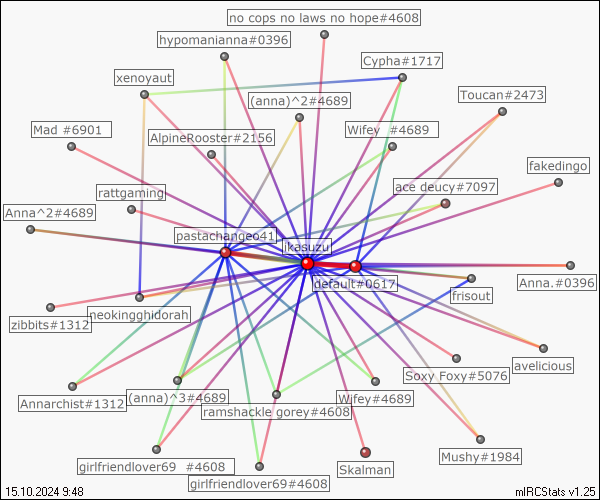 no cops no laws no hope#4608
hypomanianna#0396
Cypha#1717
xenoyaut
(anna)^2#4689
Toucan#2473
Mad #6901
AlpineRooster#2156
Wifey #4689
fakedingo
rattgaming
ace deucy#7097
Anna^2#4689
pastachangeo41
ikasuzu
default#0617
Anna.#0396
frisout
zibbits#1312
neokingghidorah
avelicious
Soxy Foxy#5076
Annarchist#1312
(anna)^3#4689
ramshackle gorey#4608
Wifey#4689
Mushy#1984
girlfriendlover69 #4608
girlfriendlover69#4608
Skalman
15.10.2024 9:48
mIRCStats v1.25